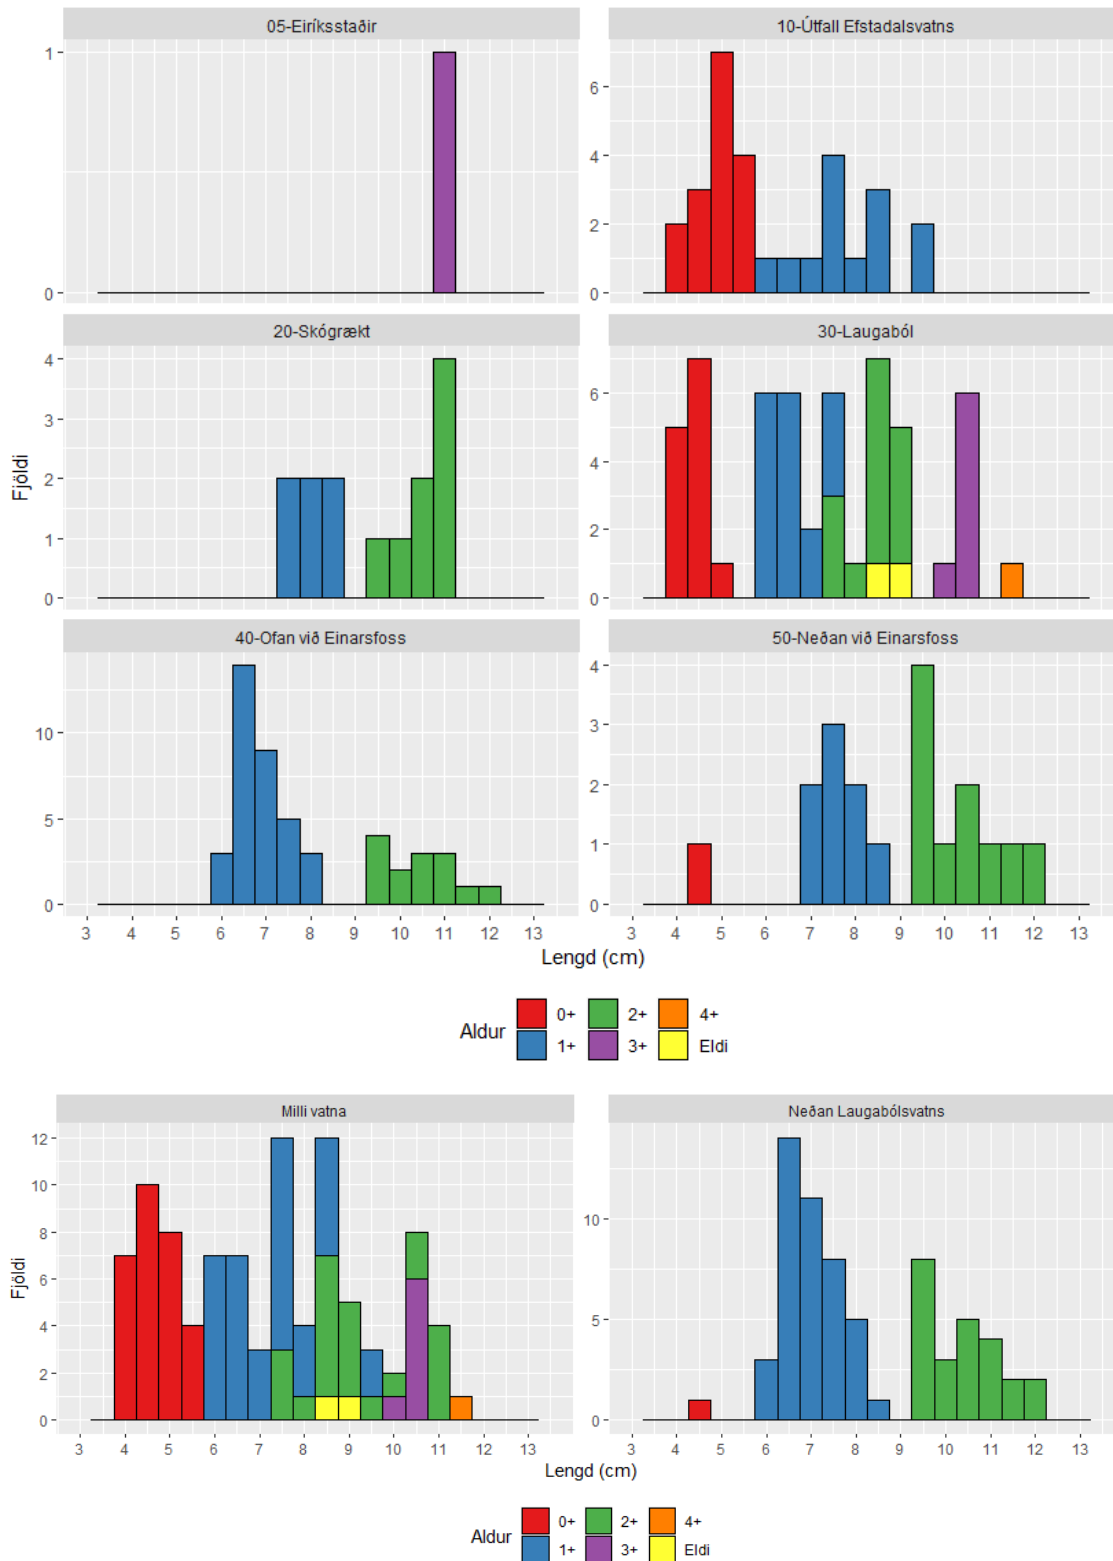 05-Eiríksstaðir
10-Útfall Efstadalsvatns
1
0
6
4
2
0
20-Skógrækt
30-Laugaból
4
3
2
1
0
6
4
2
0
Fjöldi
40-Ofan við Einarsfoss
50-Neðan við Einarsfoss
10
5
0
4
3
2
1
0
3 4 5 6 7 8 9 10 11 12 13
3 4 5 6 7 8 9 10 11 12 13
Lengd (cm)
Aldur
0+ 2+ 4+
1+ 3+ Eldi
Milli vatna
Neðan Laugabólsvatns
12
10
8
6
4
2
0
Fjöldi
10
5
0
3 4 5 6 7 8 9 10 11 12 13
3 4 5 6 7 8 9 10 11 12 13
Lengd (cm)
Lengd (cm)
Aldur
0+ 2+ 4+
1+ 3+ Eldi